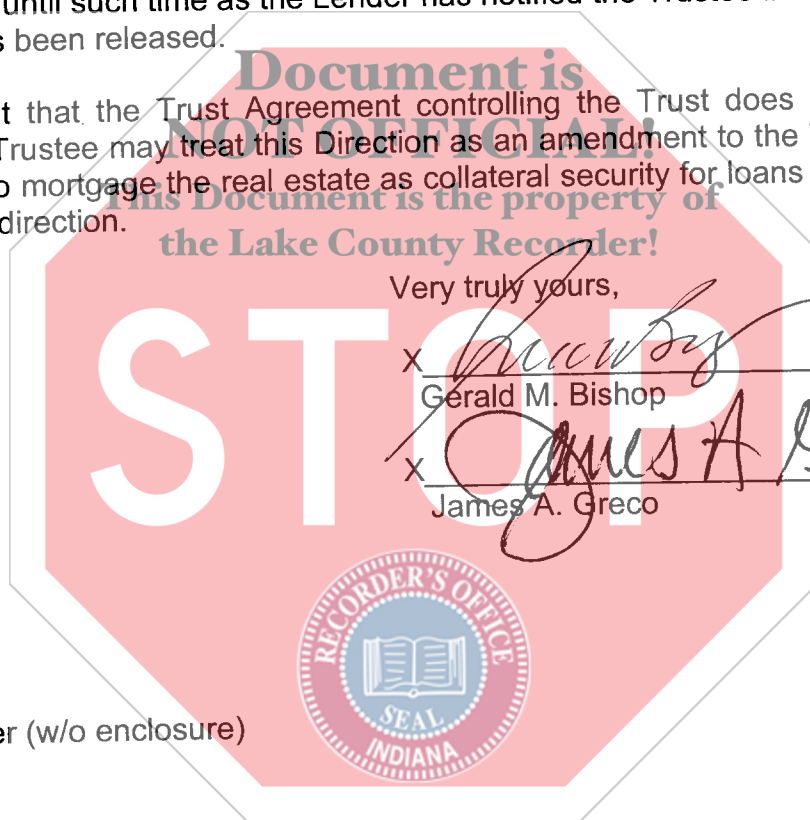 until such time as the Lender has notified the Trustee
s been released.
Document is
t that the Trust Agreement controlling the Trust does
NOT OFFICIAL!
Trustee may treat this Direction as an amendment to the
o mortgage the real estate as collateral security for loans
This Document is the property of
direction.
the Lake County Recorder!
Very truly yours,
X
Gerald M. Bishop
STOP
X James A
James A. Greco
RECORDER'S OFFICE
SEAL
INDIANA
er (w/o enclosure)